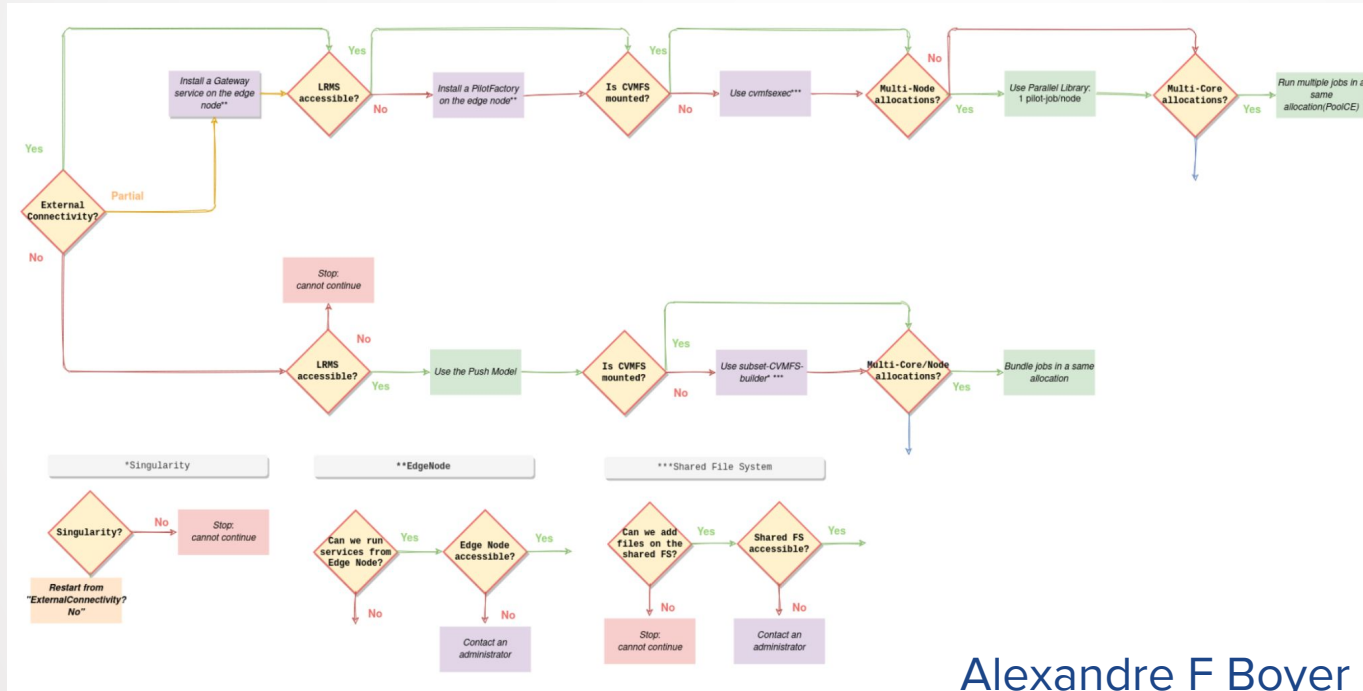 Install a Gateway
service on the edge
node**
LRMS
accessible?
Yes
No
Install a PilotFactory
on the edge node**
Is CVMFS
mounted?
Yes
No
Use cvmfsexec***
Multi-Node
allocations?
No
Yes
Use Parallel Library:
1 pilot-job/node
Multi-Core
allocations?
Yes
Run multiple jobs in a
same
allocation(PoolCE)
Yes
Partial
External
Connectivity?
No
Stop:
cannot continue
No
LRMS
accessible?
Yes
Use the Push Model
Is CVMFS
mounted?
Yes
No
Use subset-CVMFS-
builder* ***
Multi-Core/Node
allocations?
Yes
Bundle jobs in a same
allocation
*Singularity
**EdgeNode
***Shared File System
Singularity?
No
Stop:
cannot continue
Restart from
"ExternalConnectivity?
No"
Can we run
services from
Edge Node?
Yes
No
Edge Node
accessible?
Yes
No
Contact an
administrator
Can we add
files on the
shared FS?
Yes
No
Stop:
cannot continue
Shared FS
accessible?
Yes
No
Contact an
administrator
Alexandre F Boyer